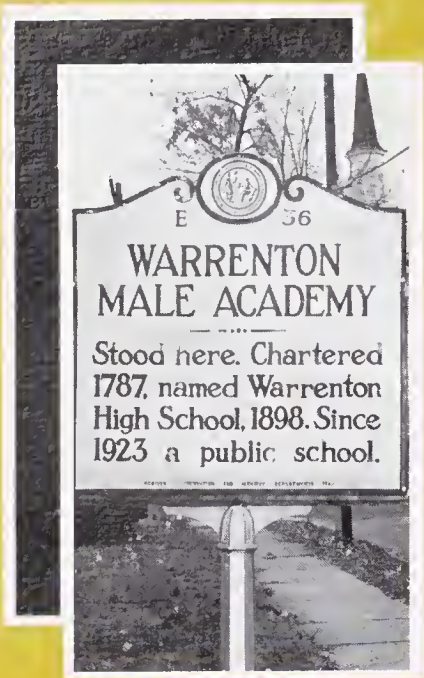 E 36
WARRENTON
MALE ACADEMY
Stood here. Chartered
1787, named Warrenton
High School, 1898. Since
1923 a public school.